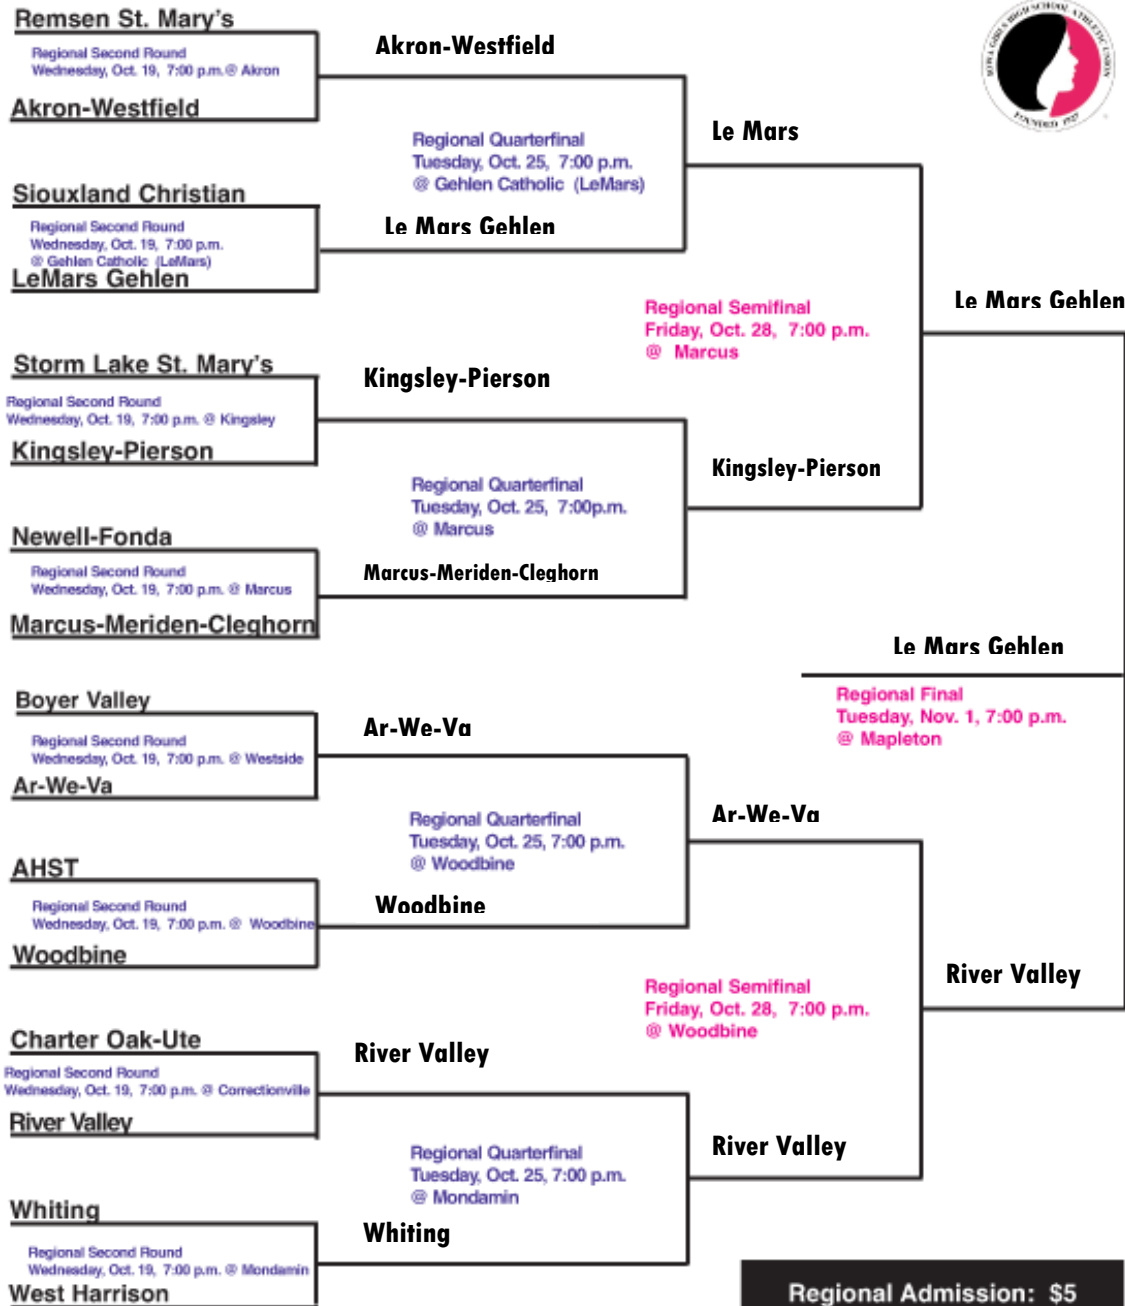 IOWA GIRLS HIGH SCHOOL ATHLETIC UNION
FOUNDED 1927
Remsen St. Mary's
Regional Second Round
Wednesday, Oct. 19, 7:00 p.m. @ Akron
Akron-Westfield
Akron-Westfield
Regional Quarterfinal
Tuesday, Oct. 25, 7:00 p.m.
@ Gehlen Catholic (LeMars)
Le Mars
Siouxland Christian
Regional Second Round
Wednesday, Oct. 19, 7:00 p.m.
@ Gehlen Catholic (LeMars)
LeMars Gehlen
Le Mars Gehlen
Regional Semifinal
Friday, Oct. 28, 7:00 p.m.
@ Marcus
Le Mars Gehlen
Storm Lake St. Mary's
Regional Second Round
Wednesday, Oct. 19, 7:00 p.m. @ Kingsley
Kingsley-Pierson
Kingsley-Pierson
Regional Quarterfinal
Tuesday, Oct. 25, 7:00p.m.
@ Marcus
Kingsley-Pierson
Newell-Fonda
Regional Second Round
Wednesday, Oct. 19, 7:00 p.m. @ Marcus
Marcus-Meriden-Cleghorn
Marcus-Meriden-Cleghorn
Le Mars Gehlen
Regional Final
Tuesday, Nov. 1, 7:00 p.m.
@ Mapleton
Boyer Valley
Regional Second Round
Wednesday, Oct. 19, 7:00 p.m. @ Westside
Ar-We-Va
Ar-We-Va
Regional Quarterfinal
Tuesday, Oct. 25, 7:00 p.m.
@ Woodbine
Ar-We-Va
AHST
Regional Second Round
Wednesday, Oct. 19, 7:00 p.m. @ Woodbine
Woodbine
Woodbine
Regional Semifinal
Friday, Oct. 28, 7:00 p.m.
@ Woodbine
River Valley
Charter Oak-Ute
Regional Second Round
Wednesday, Oct. 19, 7:00 p.m. @ Correctionville
River Valley
River Valley
Regional Quarterfinal
Tuesday, Oct. 25, 7:00 p.m.
@ Mondamin
River Valley
Whiting
Regional Second Round
Wednesday, Oct. 19, 7:00 p.m. @ Mondamin
West Harrison
Whiting
Regional Admission: $5